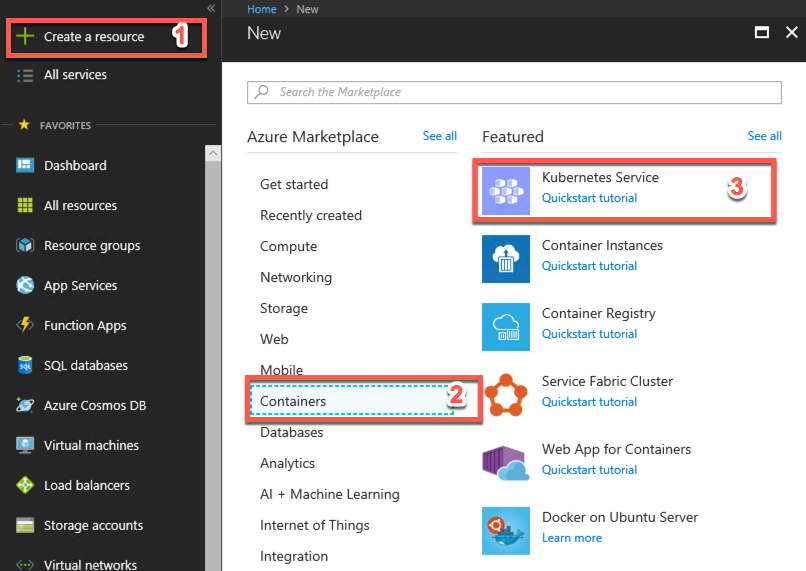 «
Create a resource 1
All services
FAVORITES
Dashboard
All resources
Resource groups
App Services
Function Apps
SQL databases
Azure Cosmos DB
Virtual machines
Load balancers
Storage accounts
Virtual networks
Home > New
New
Search the Marketplace
Azure Marketplace See all
Get started
Recently created
Compute
Networking
Storage
Web
Mobile
Containers 2
Databases
Analytics
AI + Machine Learning
Internet of Things
Integration
Featured See all
Kubernetes Service 3
Quickstart tutorial
Container Instances
Quickstart tutorial
Container Registry
Quickstart tutorial
Service Fabric Cluster
Quickstart tutorial
Web App for Containers
Quickstart tutorial
Docker on Ubuntu Server
Learn more